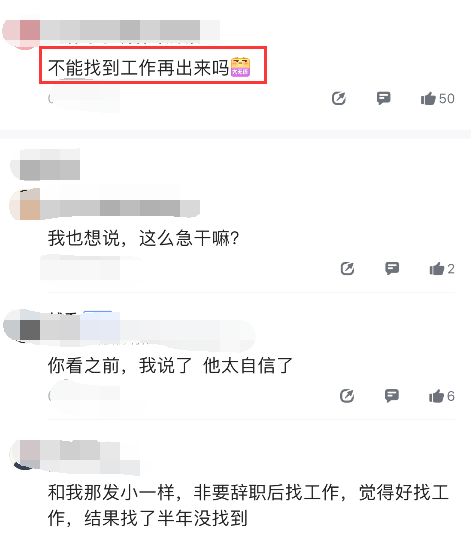 不能找到工作再出来吗
50
我也想说，这么急干嘛？
2
你看之前，我说了 他太自信了
6
和我那发小一样，非要辞职后找工作，觉得好找工
作，结果找了半年没找到